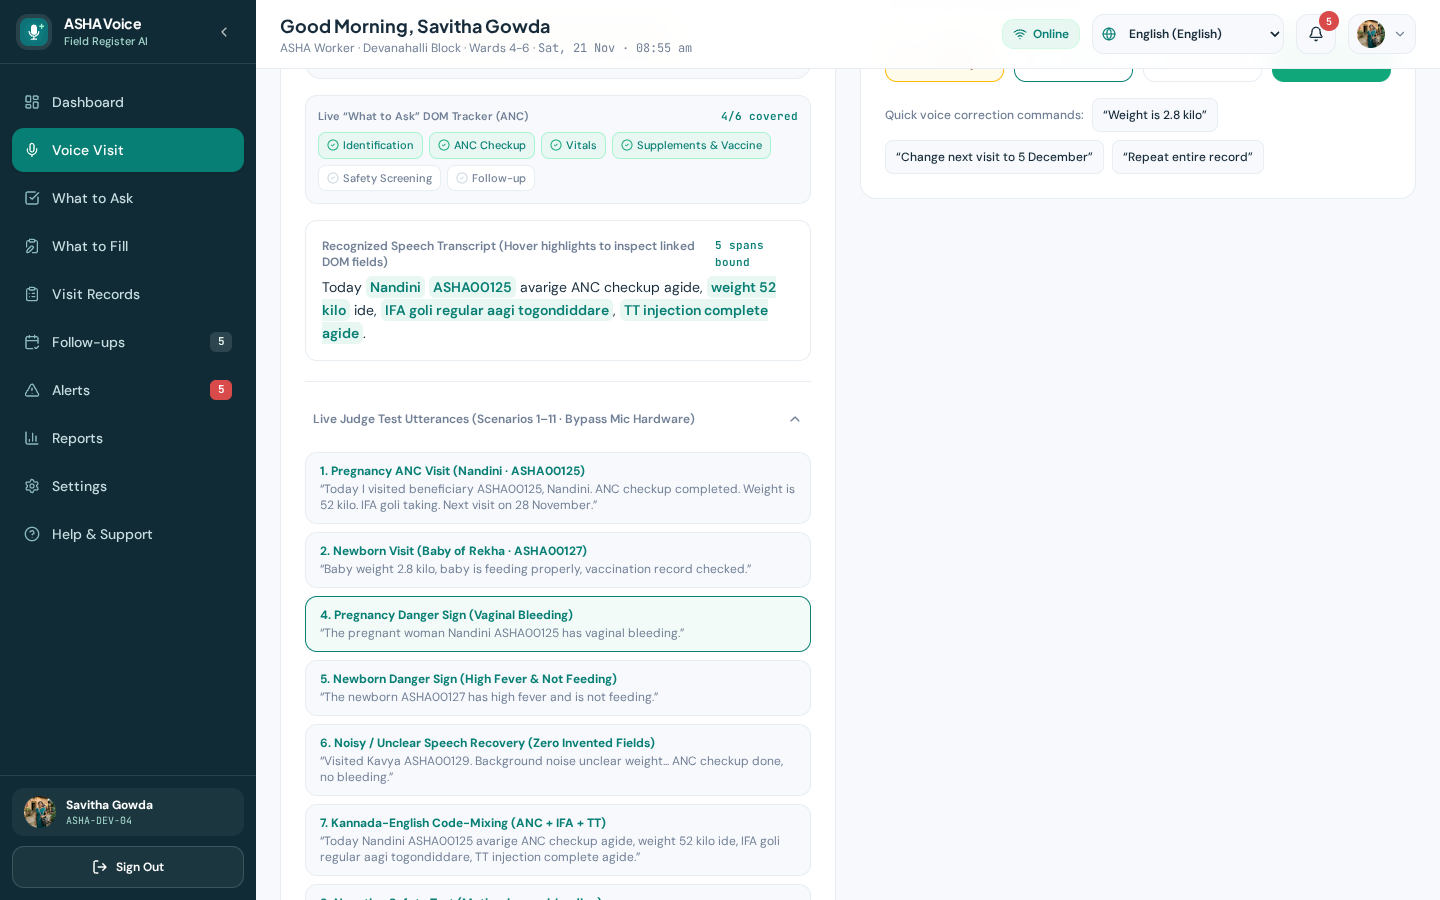 ASHAVoice
Field Register AI
Dashboard
Voice Visit
What to Ask
What to Fill
Visit Records
Follow-ups 5
Alerts 5
Reports
Settings
Help & Support
Savitha Gowda
ASHA-DEV-04
Sign Out
Good Morning, Savitha Gowda
ASHA Worker · Devanahalli Block · Wards 4-6 · Sat, 21 Nov · 08:55 am
Online
English (English)
5
Live “What to Ask” DOM Tracker (ANC) 4/6 covered
Identification ANC Checkup Vitals Supplements & Vaccine
Safety Screening Follow-up
Recognized Speech Transcript (Hover highlights to inspect linked
DOM fields)
5 spans
bound
Today Nandini ASHA00125 avarige ANC checkup agide, weight 52
kilo ide, IFA goli regular aagi togondiddare , TT injection complete
agide .
Live Judge Test Utterances (Scenarios 1–11 · Bypass Mic Hardware)
1. Pregnancy ANC Visit (Nandini · ASHA00125)
“Today I visited beneficiary ASHA00125, Nandini. ANC checkup completed. Weight is
52 kilo. IFA goli taking. Next visit on 28 November.”
2. Newborn Visit (Baby of Rekha · ASHA00127)
“Baby weight 2.8 kilo, baby is feeding properly, vaccination record checked.”
4. Pregnancy Danger Sign (Vaginal Bleeding)
“The pregnant woman Nandini ASHA00125 has vaginal bleeding.”
5. Newborn Danger Sign (High Fever & Not Feeding)
“The newborn ASHA00127 has high fever and is not feeding.”
6. Noisy / Unclear Speech Recovery (Zero Invented Fields)
“Visited Kavya ASHA00129. Background noise unclear weight... ANC checkup done,
no bleeding.”
7. Kannada-English Code-Mixing (ANC + IFA + TT)
“Today Nandini ASHA00125 avarige ANC checkup agide, weight 52 kilo ide, IFA goli
regular aagi togondiddare, TT injection complete agide.”
Quick voice correction commands: “Weight is 2.8 kilo”
“Change next visit to 5 December” “Repeat entire record”